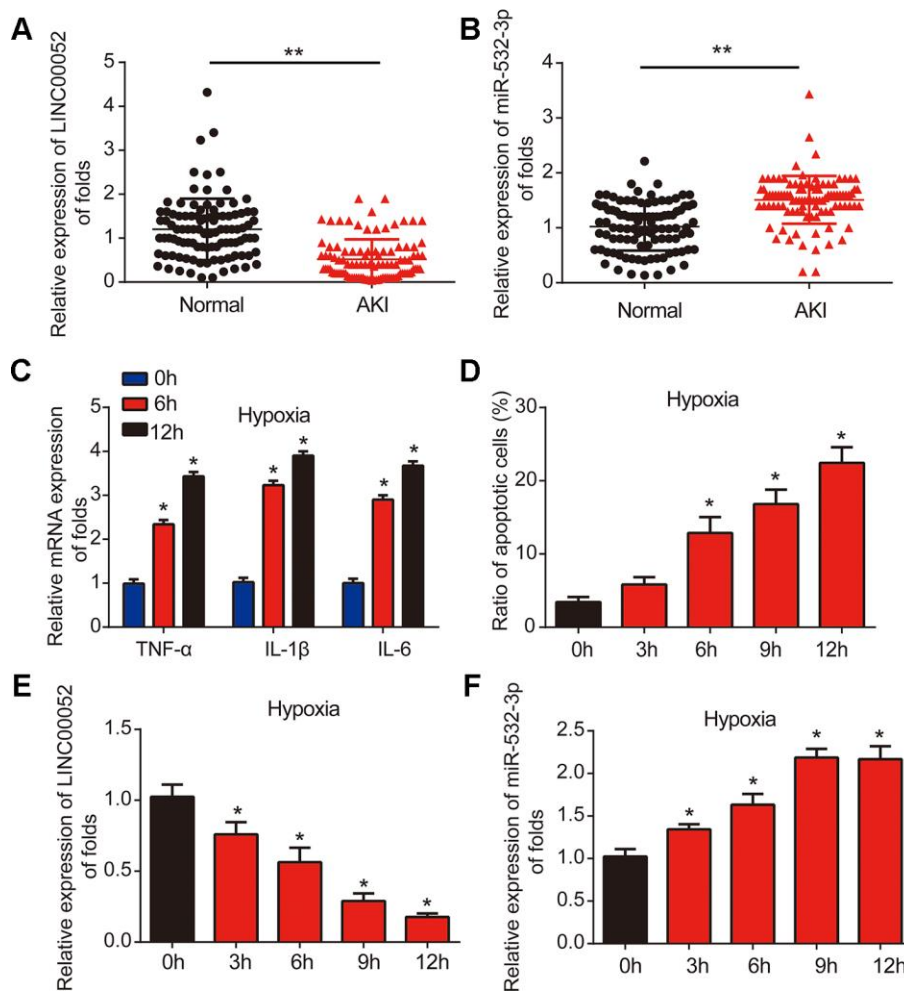 A
Relative expression of LINC00052
of folds
5
4
3
2
1
0
**
Normal
AKI
B
Relative expression of miR-532-3p
of folds
4
3
2
1
0
**
Normal
AKI
C
0h
6h
12h
Hypoxia
Relative mRNA expression
of folds
5
4
3
2
1
0
* *
* *
* *
TNF-α
IL-1β
IL-6
D
Hypoxia
Ratio of apoptotic cells (%)
30
20
10
0
*
*
*
0h
3h
6h
9h
12h
E
Hypoxia
Relative expression of LINC00052
of folds
1.5
1.0
0.5
0.0
*
*
*
*
0h
3h
6h
9h
12h
F
Hypoxia
Relative expression of miR-532-3p
of folds
2.5
2.0
1.5
1.0
0.0
*
*
*
*
0h
3h
6h
9h
12h